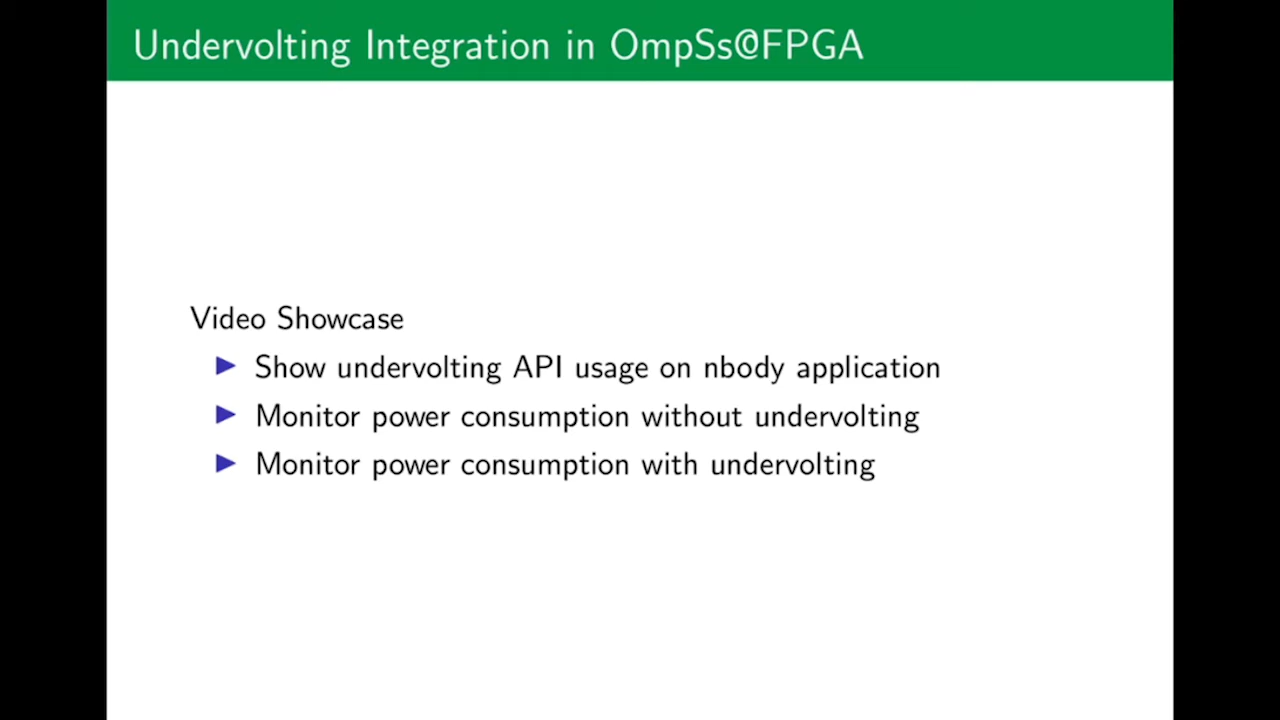 Undervolting Integration in OmpSs@FPGA
Video Showcase
Show undervolting API usage on nbody application
Monitor power consumption without undervolting
Monitor power consumption with undervolting